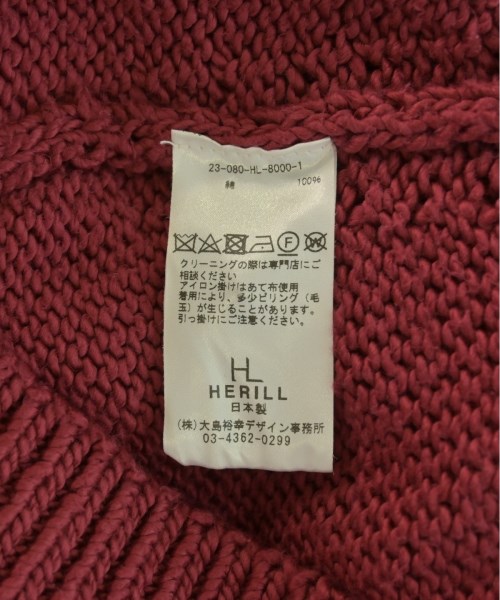 23-080-HL-B000-1
綿 100%
F W
クリーニングの際は専門店にご
相談ください
アイロン掛けはあて布使用
着用により、多少ピリング（毛
玉）が生じることがあります。
引っ掛けにご注意ください。
HL
HERILL
日本製
（株）大島裕幸デザイン事務所
03-4362-0299